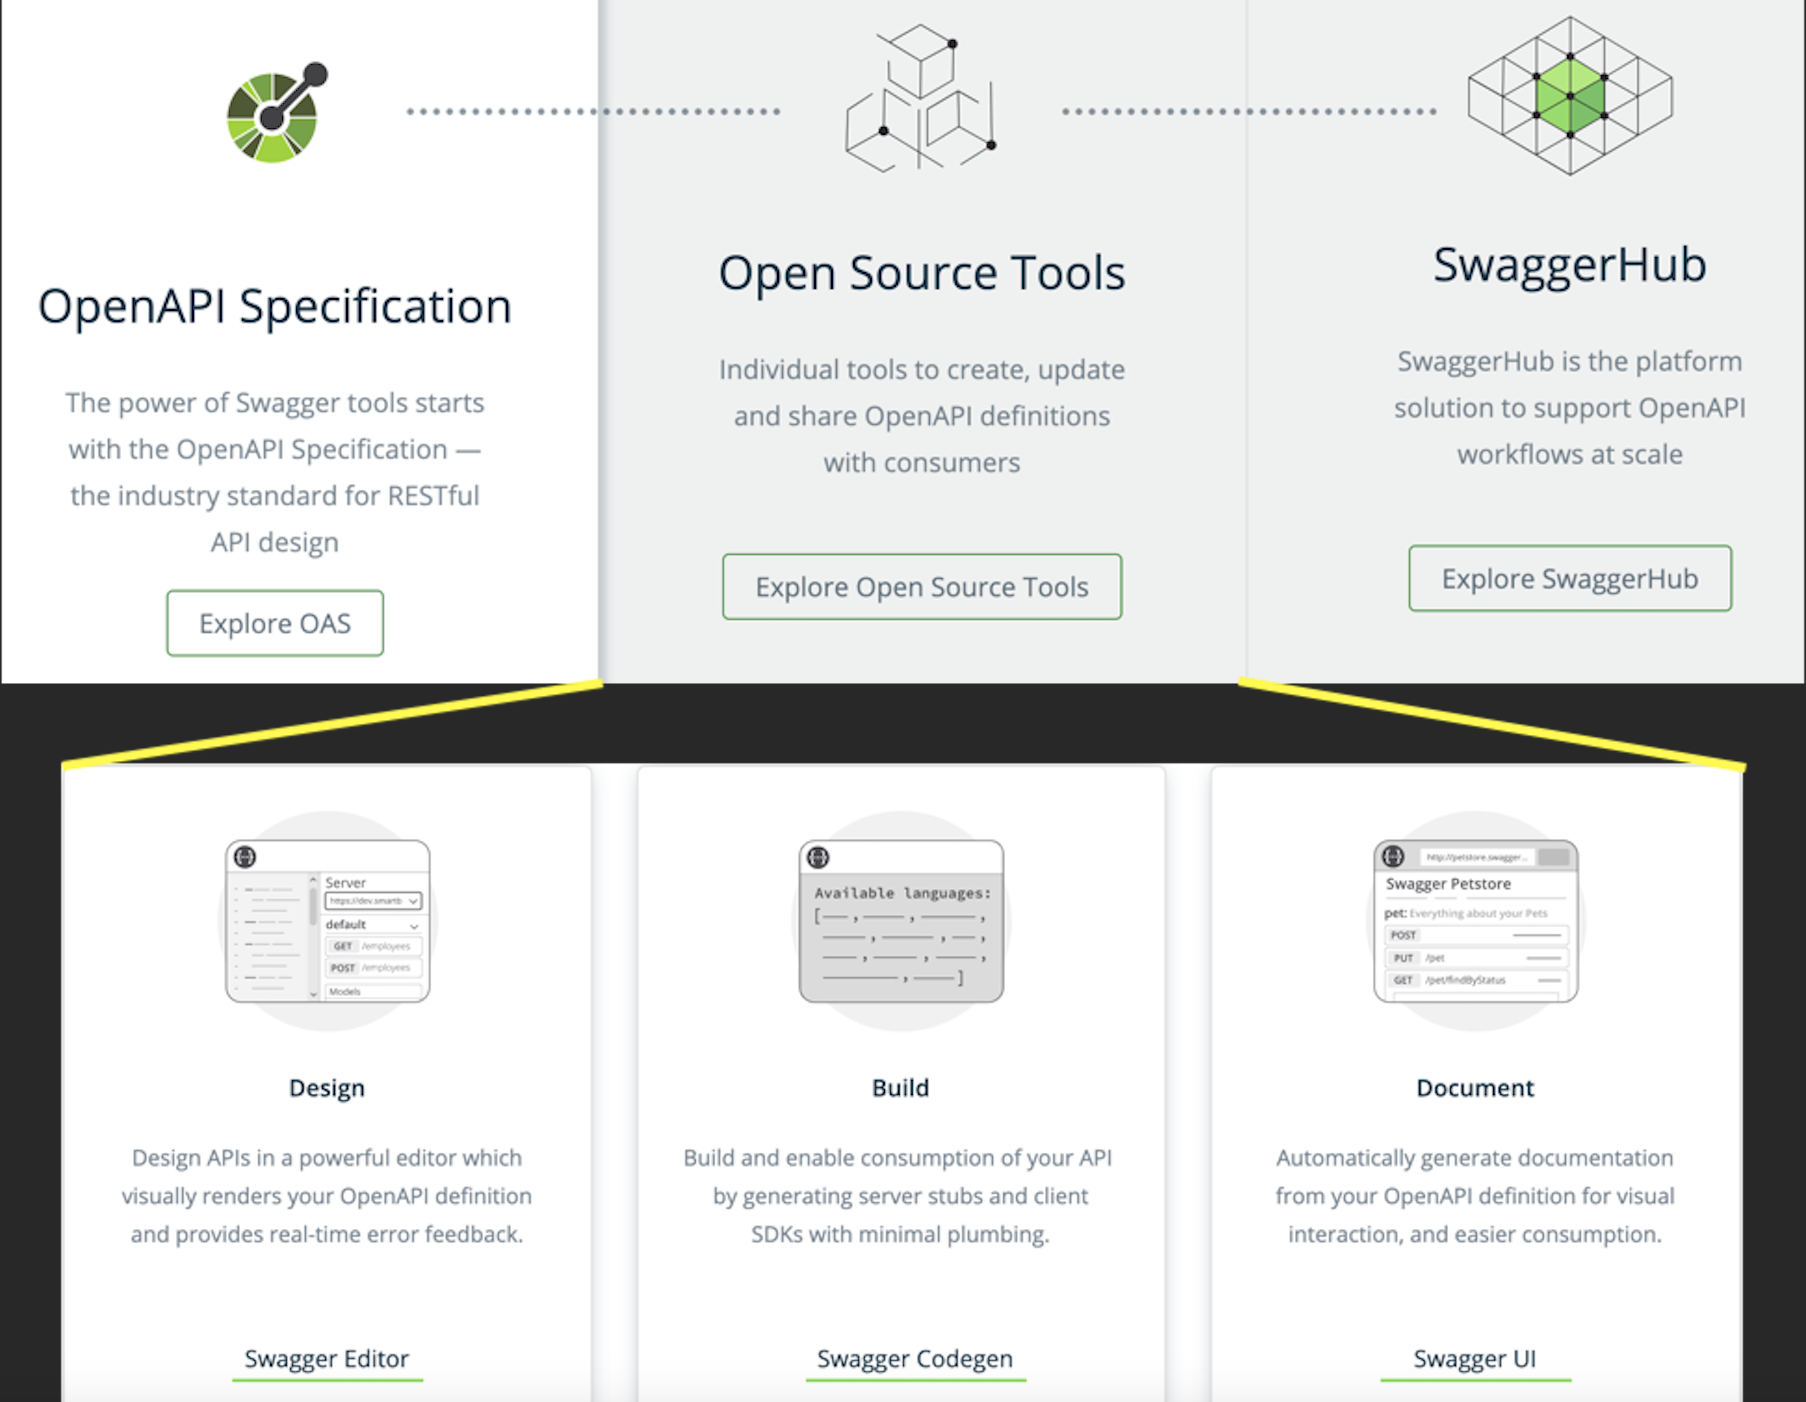 OpenAPI Specification
The power of Swagger tools starts
with the OpenAPI Specification —
the industry standard for RESTful
API design
Explore OAS
Open Source Tools
Individual tools to create, update
and share OpenAPI definitions
with consumers
Explore Open Source Tools
SwaggerHub
SwaggerHub is the platform
solution to support OpenAPI
workflows at scale
Explore SwaggerHub
Server
https://dev.smartb
default
GET /employees
POST /employees
Models
Design
Design APIs in a powerful editor which
visually renders your OpenAPI definition
and provides real-time error feedback.
Swagger Editor
Available languages:
Build
Build and enable consumption of your API
by generating server stubs and client
SDKs with minimal plumbing.
Swagger Codegen
http://petstore.swagger...
Swagger Petstore
pet: Everything about your Pets
POST
PUT /pet
GET /pet/findByStatus
Document
Automatically generate documentation
from your OpenAPI definition for visual
interaction, and easier consumption.
Swagger UI